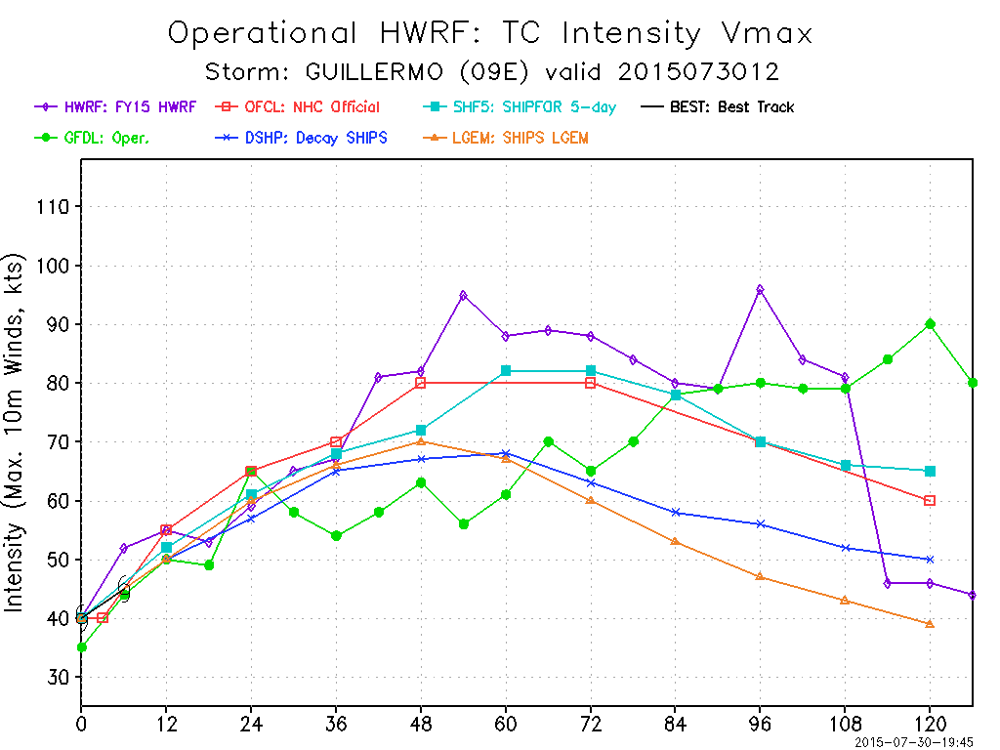 Operational HWRF: TC Intensity Vmax
Storm: GUILLERMO (09E) valid 2015073012
HWRF: FY15 HWRF OFCL: NHC Official SHF5: SHIPFOR 5-day BEST: Best Track
GFDL: Oper. DSHP: Decay SHIPS LGEM: SHIPS LGEM
Intensity (Max. 10m Winds, kts)
110
100
90
80
70
60
50
40
30
0 12 24 36 48 60 72 84 96 108 120
2015-07-30-19:45